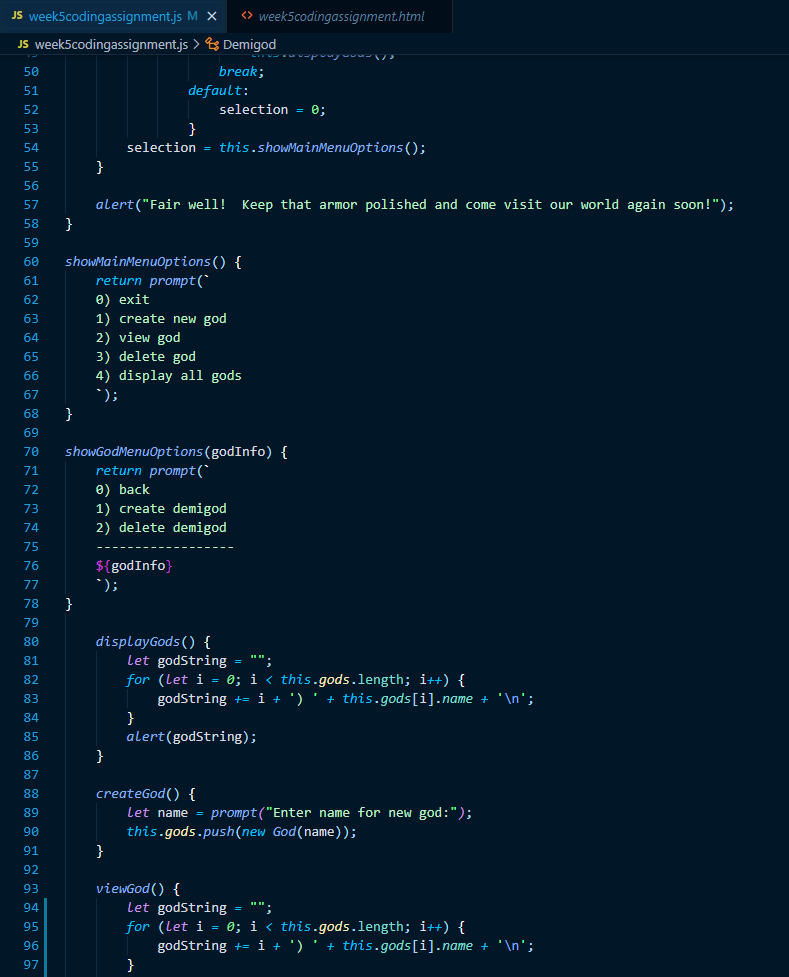 JS week5codingassignment.js M ×
<> week5codingassignment.html
JS week5codingassignment.js > Demigod
50 break;
51 default:
52 selection = 0;
53 }
54 selection = this.showMainMenuOptions();
55 }
56
57 alert("Fair well!  Keep that armor polished and come visit our world again soon!");
58 }
59
60 showMainMenuOptions() {
61 return prompt(`
62 0) exit
63 1) create new god
64 2) view god
65 3) delete god
66 4) display all gods
67 `);
68 }
69
70 showGodMenuOptions(godInfo) {
71 return prompt(`
72 0) back
73 1) create demigod
74 2) delete demigod
75 ------------------
76 ${godInfo}
77 `);
78 }
79
80 displayGods() {
81 let godString = "";
82 for (let i = 0; i < this.gods.length; i++) {
83 godString += i + ') ' + this.gods[i].name + '\n';
84 }
85 alert(godString);
86 }
87
88 createGod() {
89 let name = prompt("Enter name for new god:");
90 this.gods.push(new God(name));
91 }
92
93 viewGod() {
94 let godString = "";
95 for (let i = 0; i < this.gods.length; i++) {
96 godString += i + ') ' + this.gods[i].name + '\n';
97 }